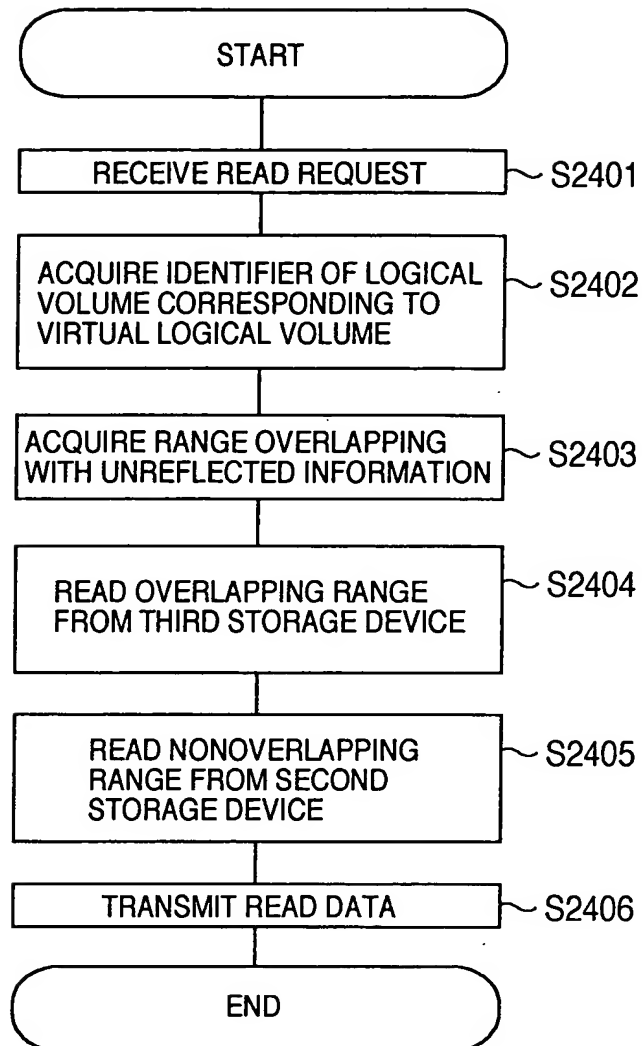 START
RECEIVE READ REQUEST
S2401
ACQUIRE IDENTIFIER OF LOGICAL
VOLUME CORRESPONDING TO
VIRTUAL LOGICAL VOLUME
S2402
ACQUIRE RANGE OVERLAPPING
WITH UNREFLECTED INFORMATION
S2403
READ OVERLAPPING RANGE
FROM THIRD STORAGE DEVICE
S2404
READ NONOVERLAPPING
RANGE FROM SECOND
STORAGE DEVICE
S2405
TRANSMIT READ DATA
S2406
END